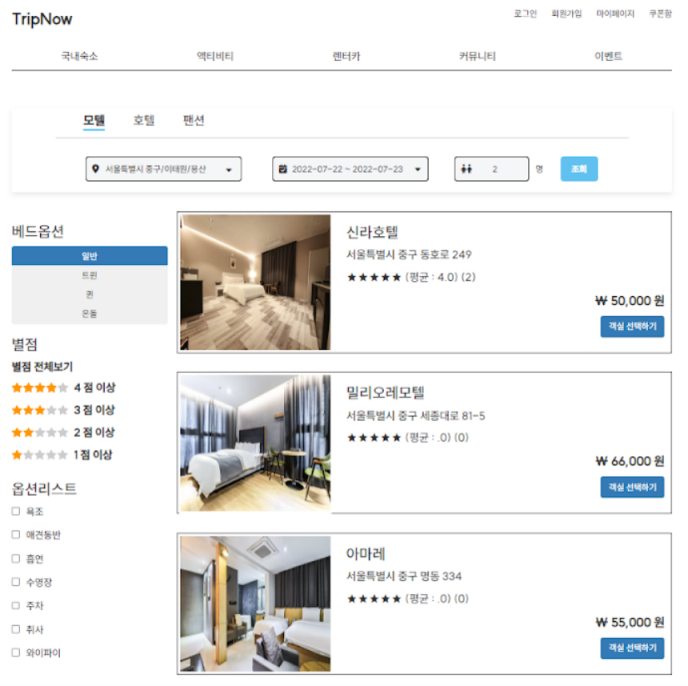 TripNow
로그인 회원가입 마이페이지 쿠폰함
국내숙소 액티비티 렌터카 커뮤니티 이벤트
모텔 호텔 팬션
서울특별시 중구/이태원/용산 2022-07-22 ~ 2022-07-23 2 명 조회
베드옵션
일반
트윈
퀸
온돌
별점
별점 전체보기
★★★★★ 4 점 이상
★★★★★ 3 점 이상
★★★★★ 2 점 이상
★★★★★ 1 점 이상
옵션리스트
욕조
애견동반
흡연
수영장
주차
취사
와이파이
신라호텔
서울특별시 중구 동호로 249
★★★★★ (평균 : 4.0) (2)
₩ 50,000 원
객실 선택하기
밀리오레모텔
서울특별시 중구 세종대로 81-5
★★★★★ (평균 : .0) (0)
₩ 66,000 원
객실 선택하기
아마레
서울특별시 중구 명동 334
★★★★★ (평균 : .0) (0)
₩ 55,000 원
객실 선택하기